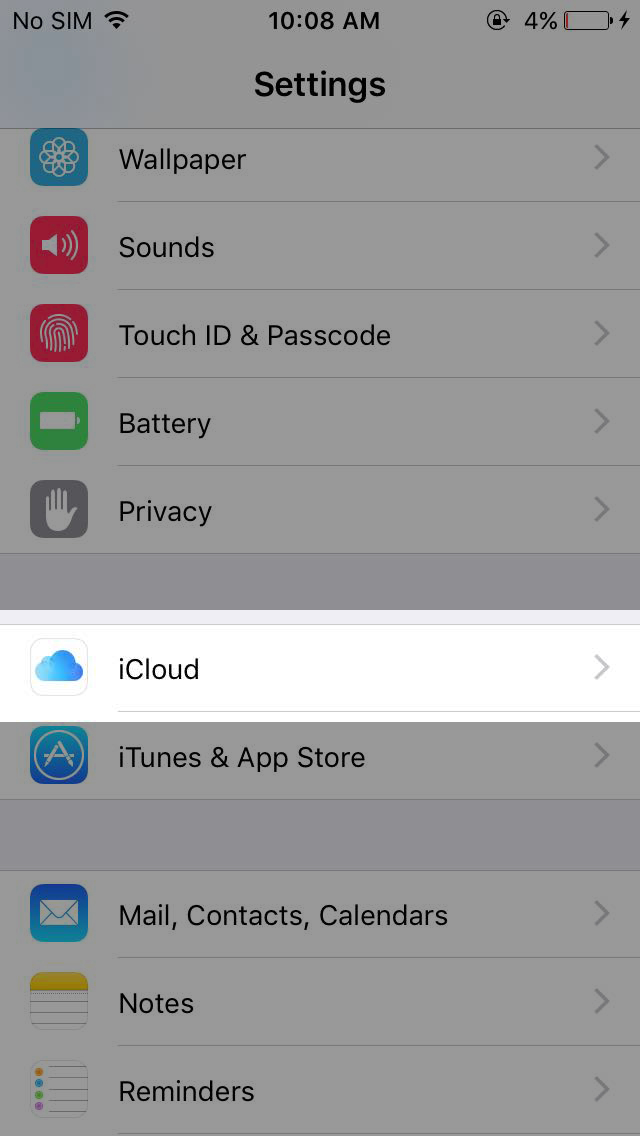 No SIM 10:08 AM 4%
Settings
Wallpaper
Sounds
Touch ID & Passcode
Battery
Privacy
iCloud
iTunes & App Store
Mail, Contacts, Calendars
Notes
Reminders